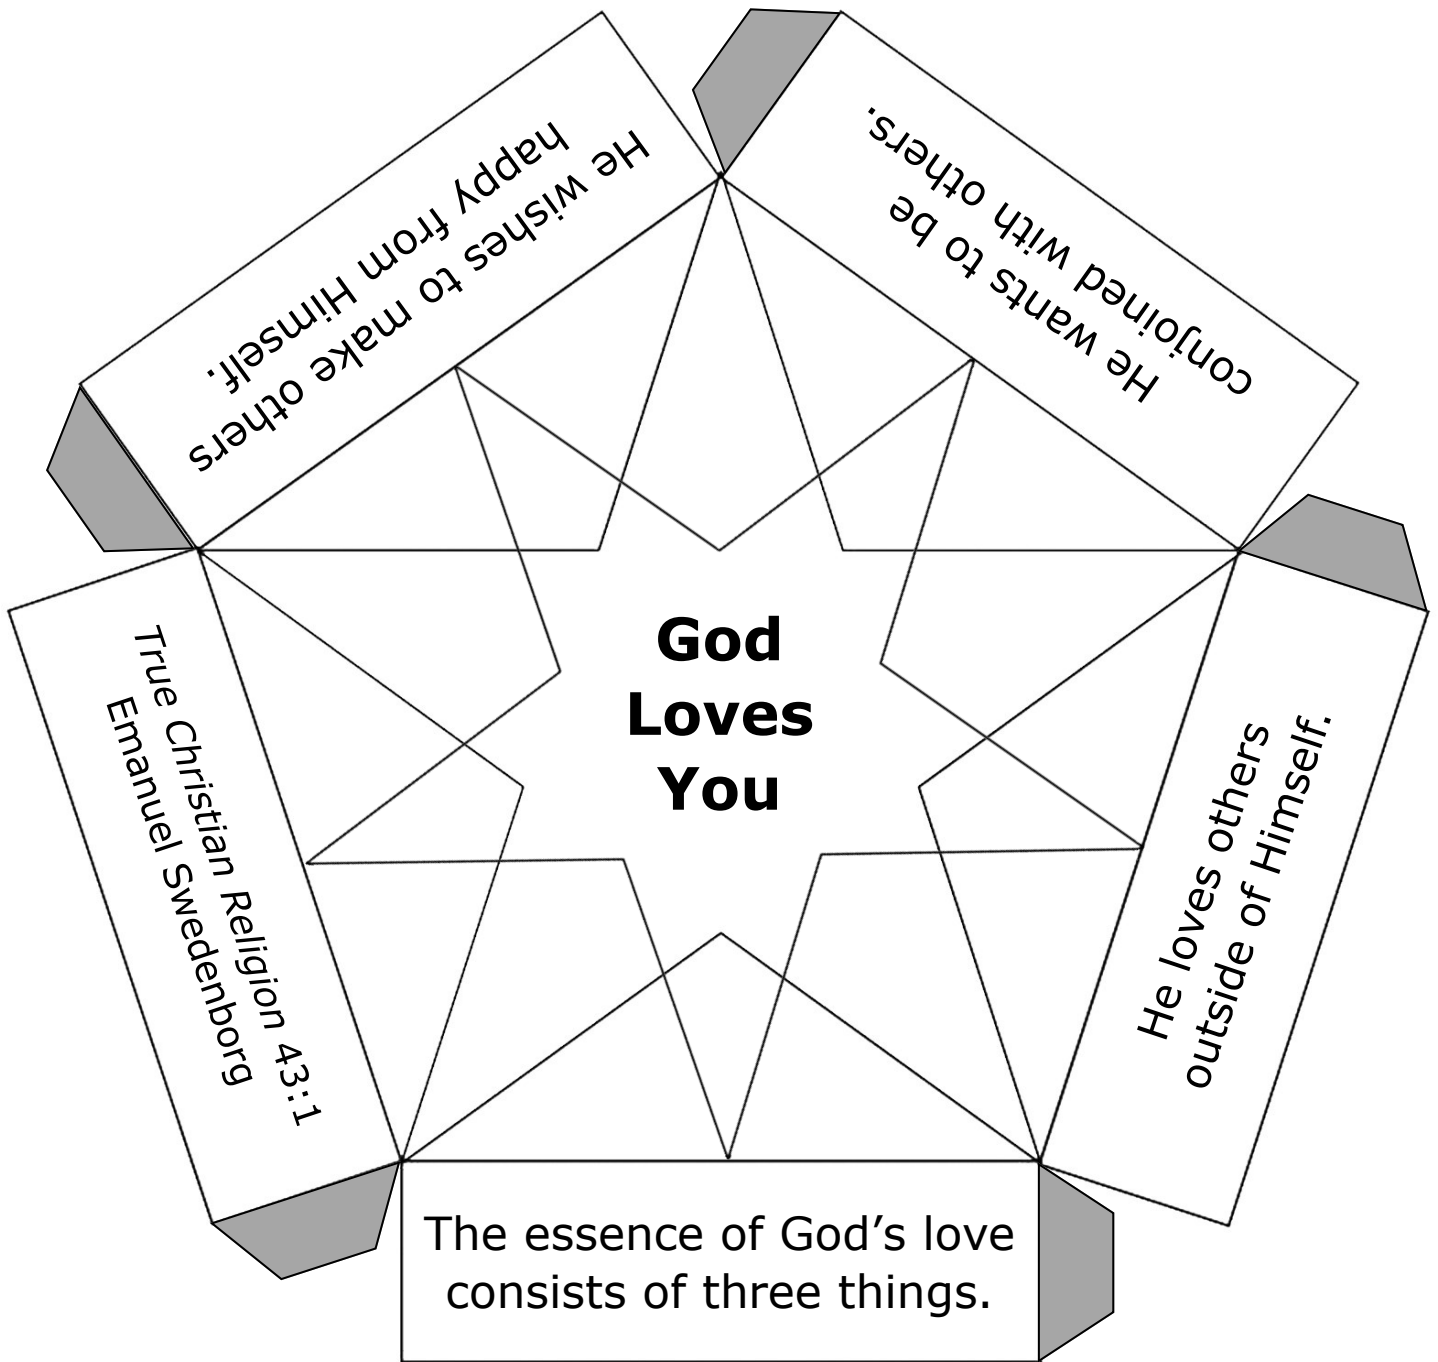 God
Loves
You
The essence of God’s love
consists of three things.
He loves others
outside of Himself.
He wants to be
conjoined with others.
He wishes to make others
happy from Himself.
True Christian Religion 43:1
Emanuel Swedenborg